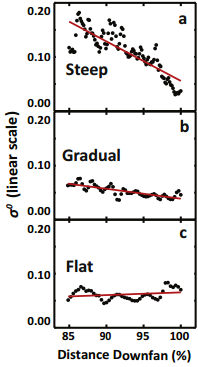 0.20
a
0.10
Steep
0.00
0.20
b
0.10
Gradual
0.00
0.20
c
Flat
0.10
0.00
σ⁰ (linear scale)
85 90 95 100
Distance Downfan (%)